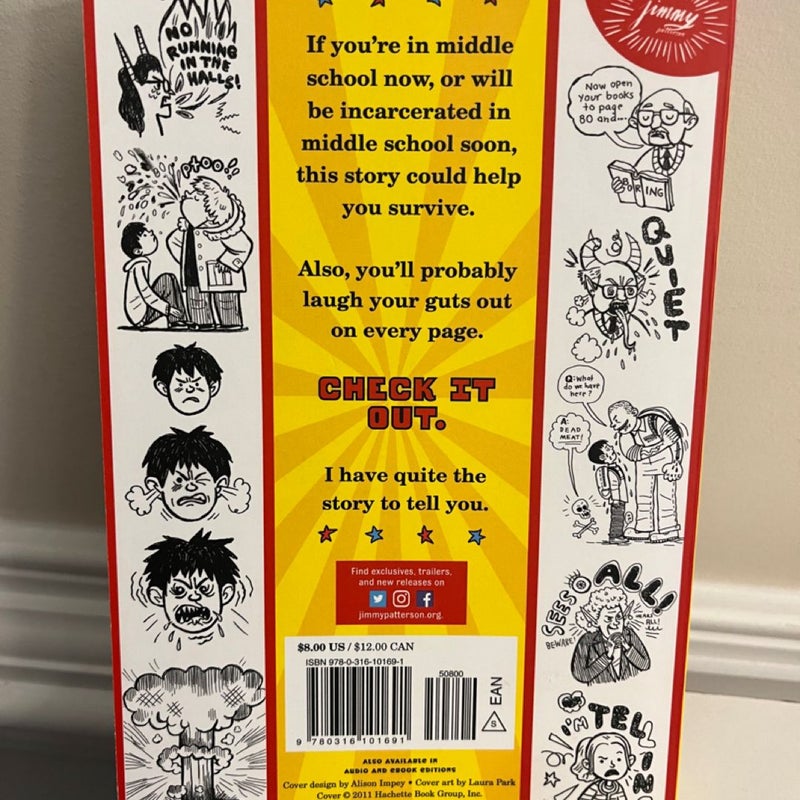 NO
RUNNING
IN THE
HALLS!
ptoo!!
If you're in middle
school now, or will
be incarcerated in
middle school soon,
this story could help
you survive.
Also, you'll probably
laugh your guts out
on every page.
CHECK IT
OUT.
I have quite the
story to tell you.
Find exclusives, trailers,
and new releases on
jimmypatterson.org.
$8.00 US / $12.00 CAN
ISBN 978-0-316-10169-1
50800
9 780316 101691
S EAN
ALSO AVAILABLE IN
AUDIO AND EBOOK EDITIONS
Cover design by Alison Impey • Cover art by Laura Park
Cover © 2011 Hachette Book Group, Inc.
jimmy
patterson
Now open
your books
to page
80 and...
BORING
QUIET
Q: What
do we have
here?
A:
DEAD
MEAT!
SEES ALL!
HEARS
ALL!
BEWARE!
I'M TELLIN